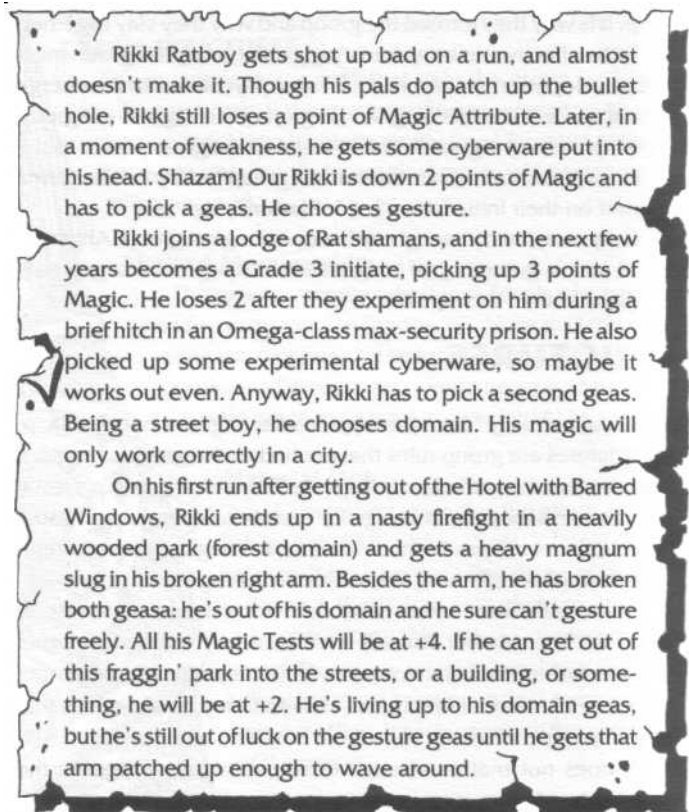 Rikki Ratboy gets shot up bad on a run, and almost
doesn't make it. Though his pals do patch up the bullet
hole, Rikki still loses a point of Magic Attribute. Later, in
a moment of weakness, he gets some cyberware put into
his head. Shazam! Our Rikki is down 2 points of Magic and
has to pick a geas. He chooses gesture.
Rikki joins a lodge of Rat shamans, and in the next few
years becomes a Grade 3 initiate, picking up 3 points of
Magic. He loses 2 after they experiment on him during a
brief hitch in an Omega-class max-security prison. He also
picked up some experimental cyberware, so maybe it
works out even. Anyway, Rikki has to pick a second geas.
Being a street boy, he chooses domain. His magic will
only work correctly in a city.
On his first run after getting out of the Hotel with Barred
Windows, Rikki ends up in a nasty firefight in a heavily
wooded park (forest domain) and gets a heavy magnum
slug in his broken right arm. Besides the arm, he has broken
both geasa: he's out of his domain and he sure can't gesture
freely. All his Magic Tests will be at +4. If he can get out of
this fraggin' park into the streets, or a building, or some-
thing, he will be at +2. He's living up to his domain geas,
but he's still out of luck on the gesture geas until he gets that
arm patched up enough to wave around.